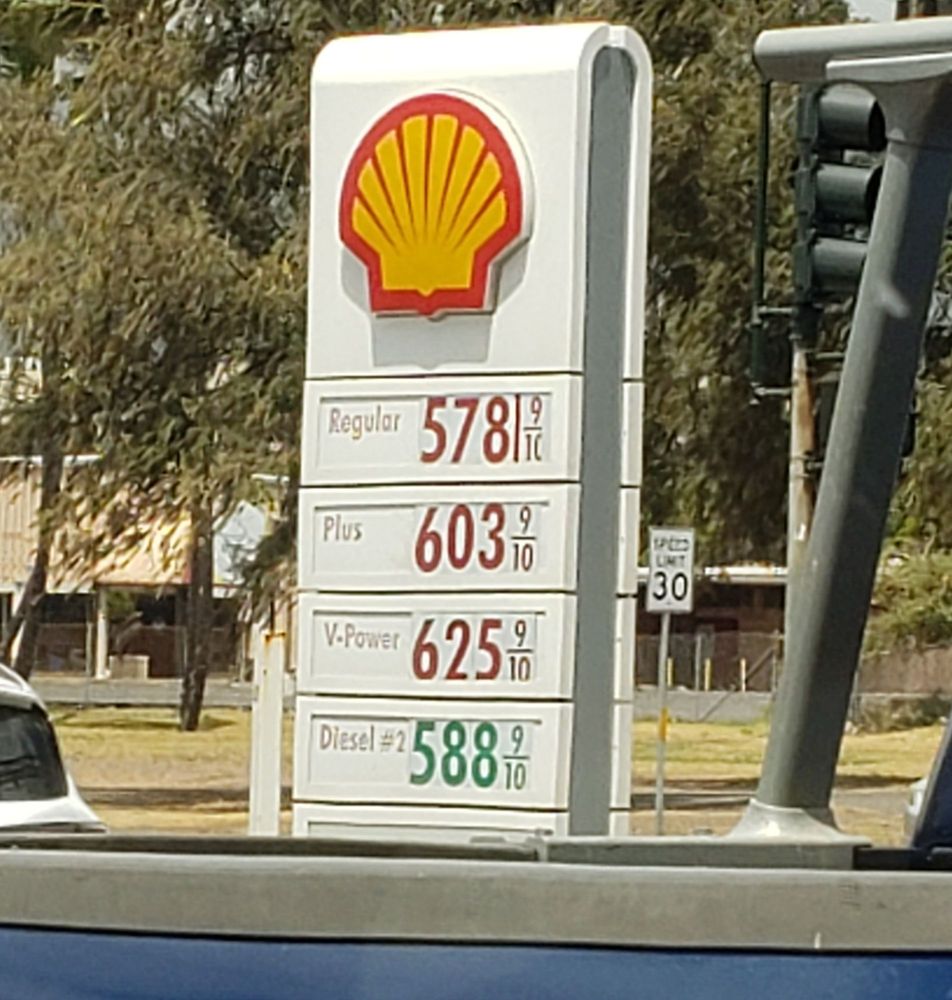 Regular 578 9/10
Plus 603 9/10
V-Power 625 9/10
Diesel #2 588 9/10
SPEED
LIMIT
30